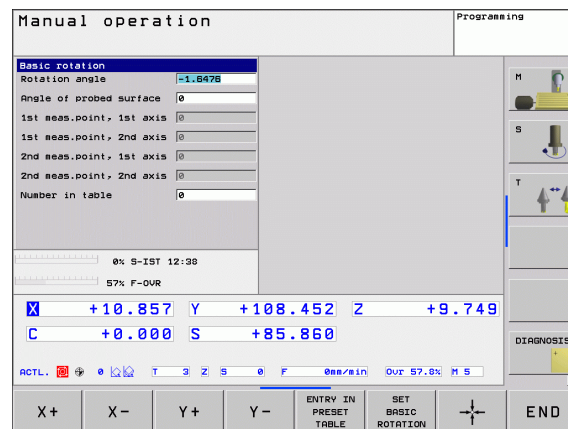 Manual operation
Programming
Basic rotation
Rotation angle -1.6476
Angle of probed surface 0
1st meas.point, 1st axis 0
1st meas.point, 2nd axis 0
2nd meas.point, 1st axis 0
2nd meas.point, 2nd axis 0
Number in table 0
M
S
T
DIAGNOSIS
0% S-IST 12:38
57% F-OVR
X +10.857 Y +108.452 Z +9.749
C +0.000 S +85.860
ACTL. 0 T 3 Z S 0 F 0mm/min Ovr 57.8% M 5
X+
X-
Y+
Y-
ENTRY IN
PRESET
TABLE
SET
BASIC
ROTATION
END